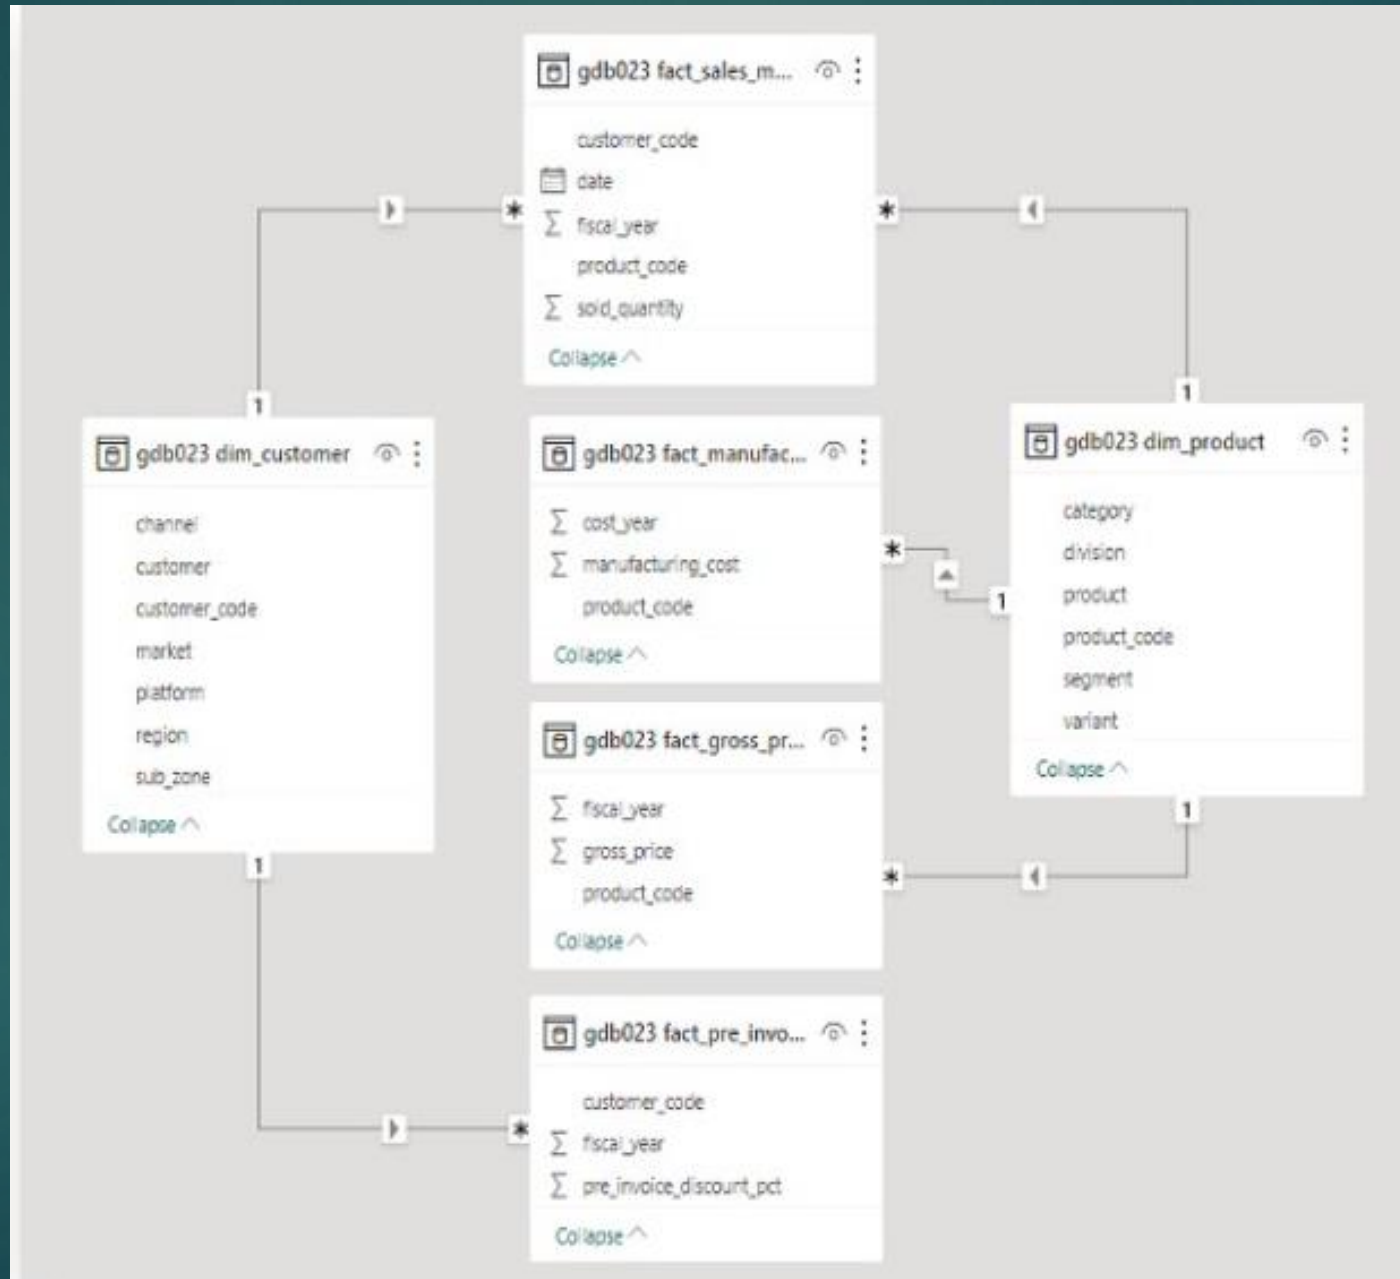 gdb023 fact_sales_m...
customer_code
date
fiscal_year
product_code
sold_quantity
Collapse
*
*
1
1
gdb023 dim_customer
channel
customer
customer_code
market
platform
region
sub_zone
Collapse
1
gdb023 fact_manufac...
cost_year
manufacturing_cost
product_code
Collapse
*
1
gdb023 dim_product
category
division
product
product_code
segment
variant
Collapse
1
gdb023 fact_gross_pr...
fiscal_year
gross_price
product_code
Collapse
*
gdb023 fact_pre_invo...
customer_code
fiscal_year
pre_invoice_discount_pct
Collapse
*